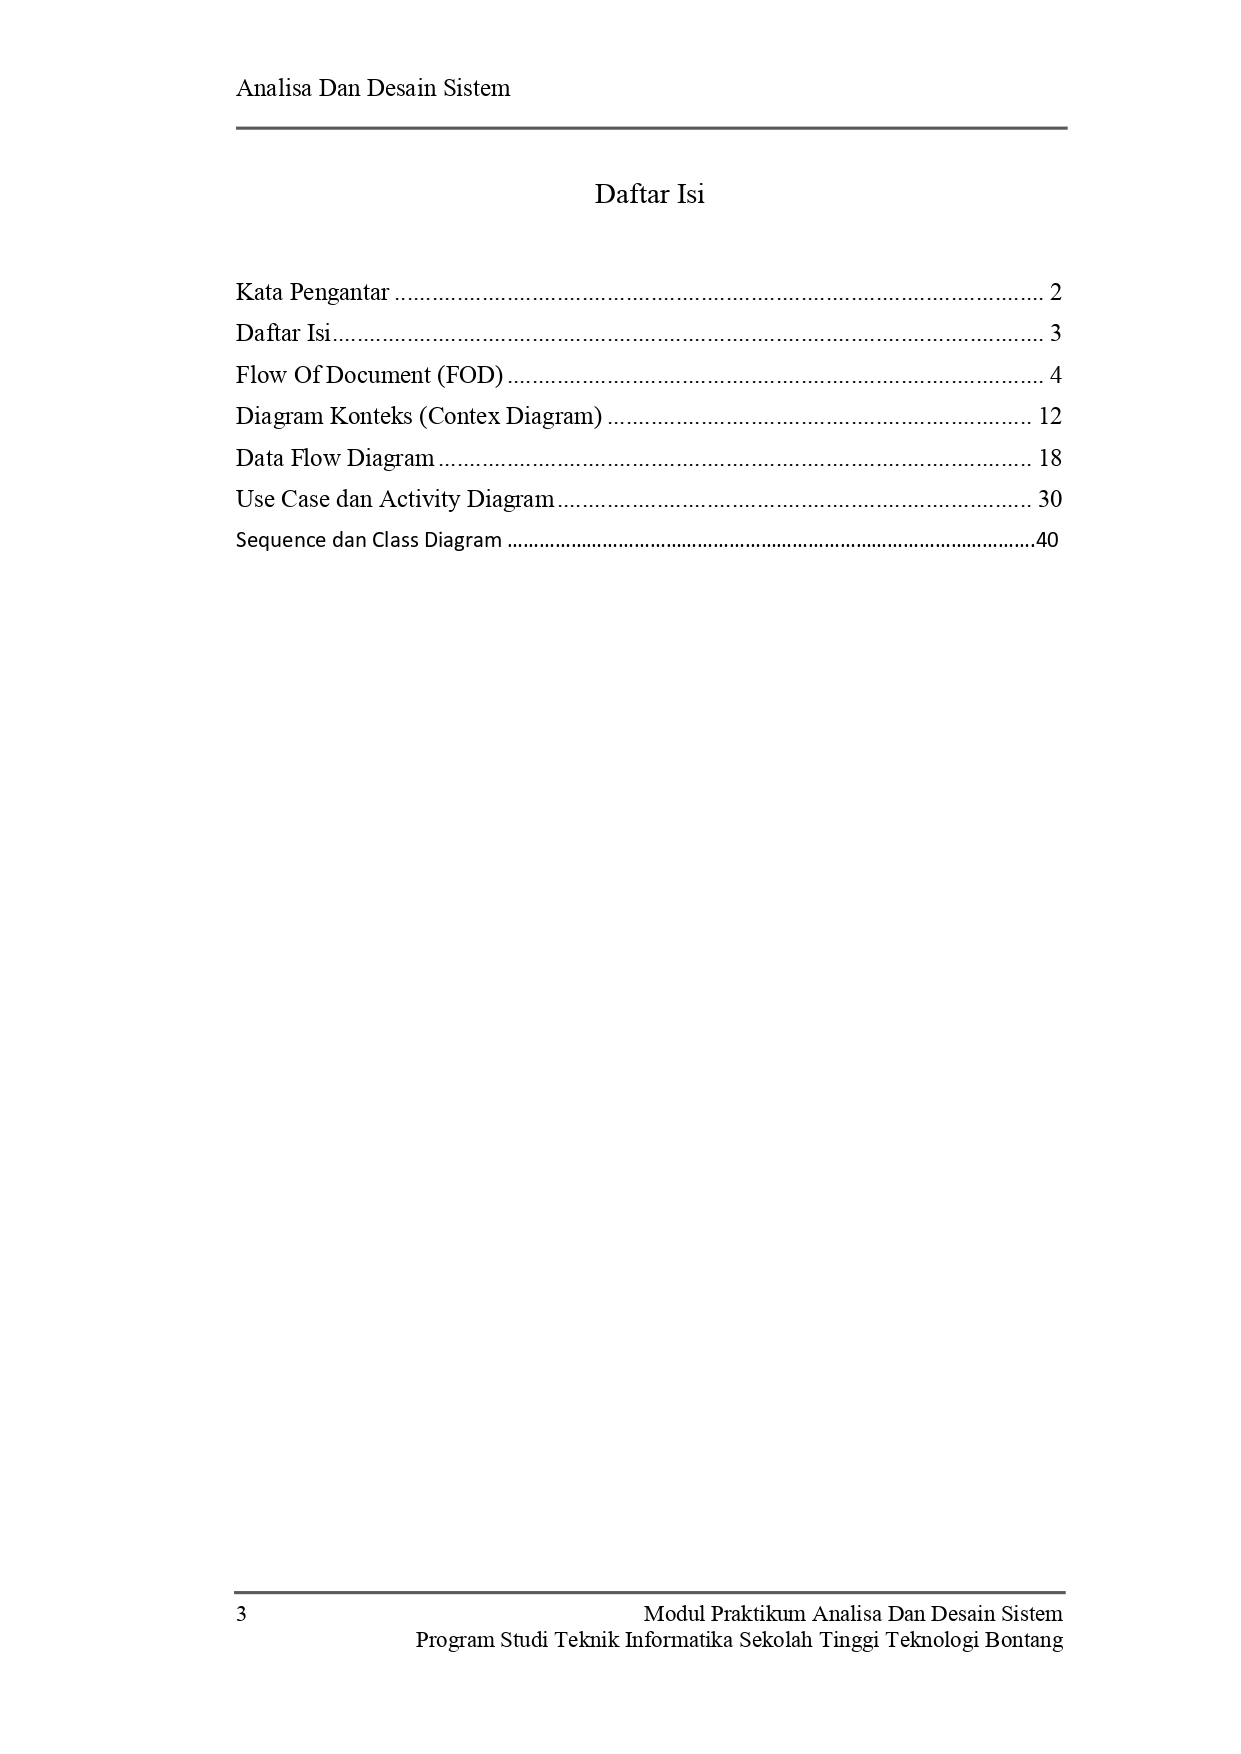 Analisa Dan Desain Sistem
Daftar Isi
Kata Pengantar ........................................................................................................ 2
Daftar Isi.................................................................................................................. 3
Flow Of Document (FOD) ...................................................................................... 4
Diagram Konteks (Contex Diagram) .................................................................... 12
Data Flow Diagram ............................................................................................... 18
Use Case dan Activity Diagram............................................................................ 30
Sequence dan Class Diagram ……………………………………………………………………………………….40
3 Modul Praktikum Analisa Dan Desain Sistem
Program Studi Teknik Informatika Sekolah Tinggi Teknologi Bontang